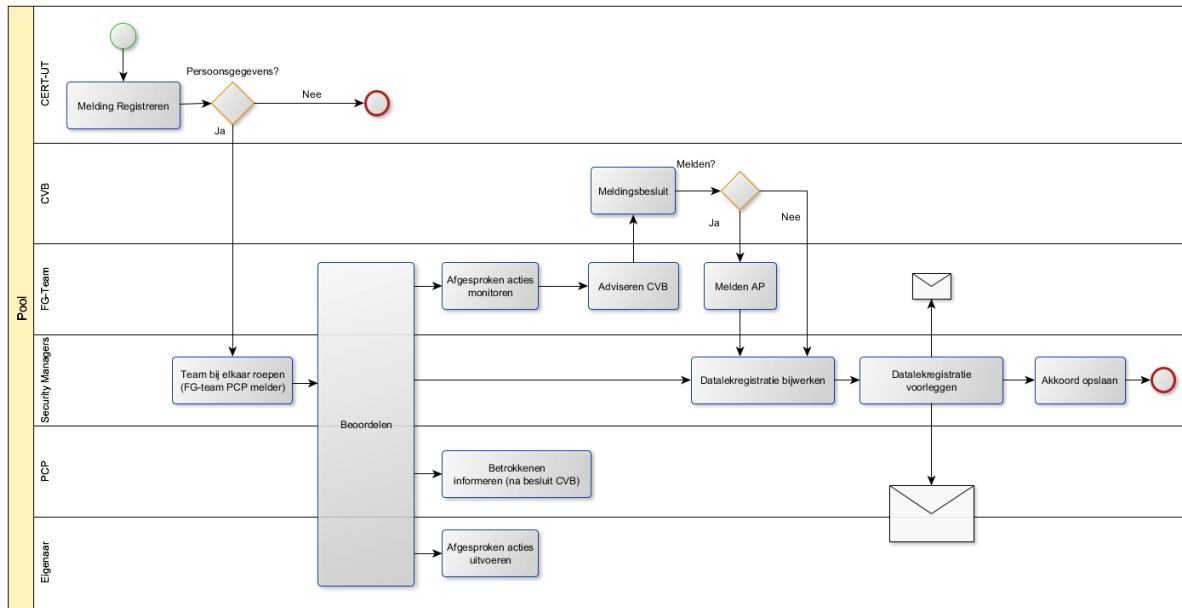 Pool
CERT-UT
Persoonsgegevens?
Melding Registreren
Nee
Ja
CVB
Melden?
Meldingsbesluit
Ja
Nee
FG-Team
Afgesproken acties
monitoren
Adviseren CVB
Melden AP
Security Managers
Team bij elkaar roepen
(FG-team PCP melder)
Beoordelen
Datalekregistratie bijwerken
Datalekregistratie
voorleggen
Akkoord opslaan
PCP
Betrokkenen
informeren (na besluit CVB)
Eigenaar
Afgesproken acties
uitvoeren